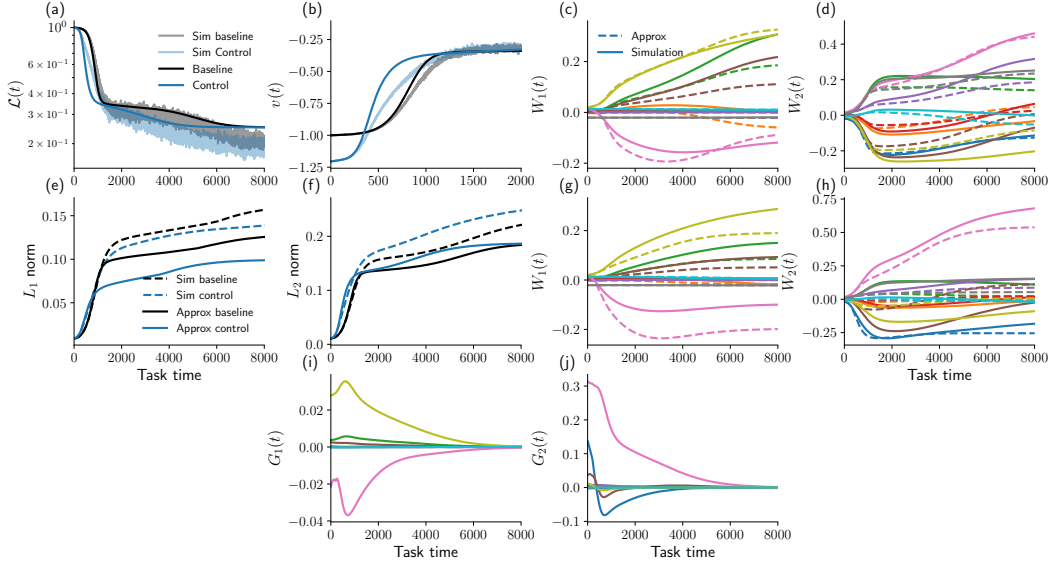 (a)
10⁰
6 × 10⁻¹
4 × 10⁻¹
3 × 10⁻¹
2 × 10⁻¹
ℒ(t)
Sim baseline
Sim Control
Baseline
Control
0 2000 4000 6000 8000
(b)
−0.25
−0.50
−0.75
−1.00
−1.25
v(t)
0 500 1000 1500 2000
(c)
0.2
0.0
−0.2
W₁(t)
Approx
Simulation
0 2000 4000 6000 8000
(d)
0.4
0.2
0.0
−0.2
W₂(t)
0 2000 4000 6000 8000
(e)
0.15
0.10
0.05
L₁ norm
Sim baseline
Sim control
Approx baseline
Approx control
0 2000 4000 6000 8000
Task time
(f)
0.2
0.1
0.0
L₂ norm
0 2000 4000 6000 8000
(g)
0.2
0.0
−0.2
W₁(t)
0 2000 4000 6000 8000
(h)
0.75
0.50
0.25
0.00
−0.25
W₂(t)
0 2000 4000 6000 8000
Task time
(i)
0.02
0.00
−0.02
−0.04
G₁(t)
0 2000 4000 6000 8000
Task time
(j)
0.3
0.2
0.1
0.0
−0.1
G₂(t)
0 2000 4000 6000 8000
Task time